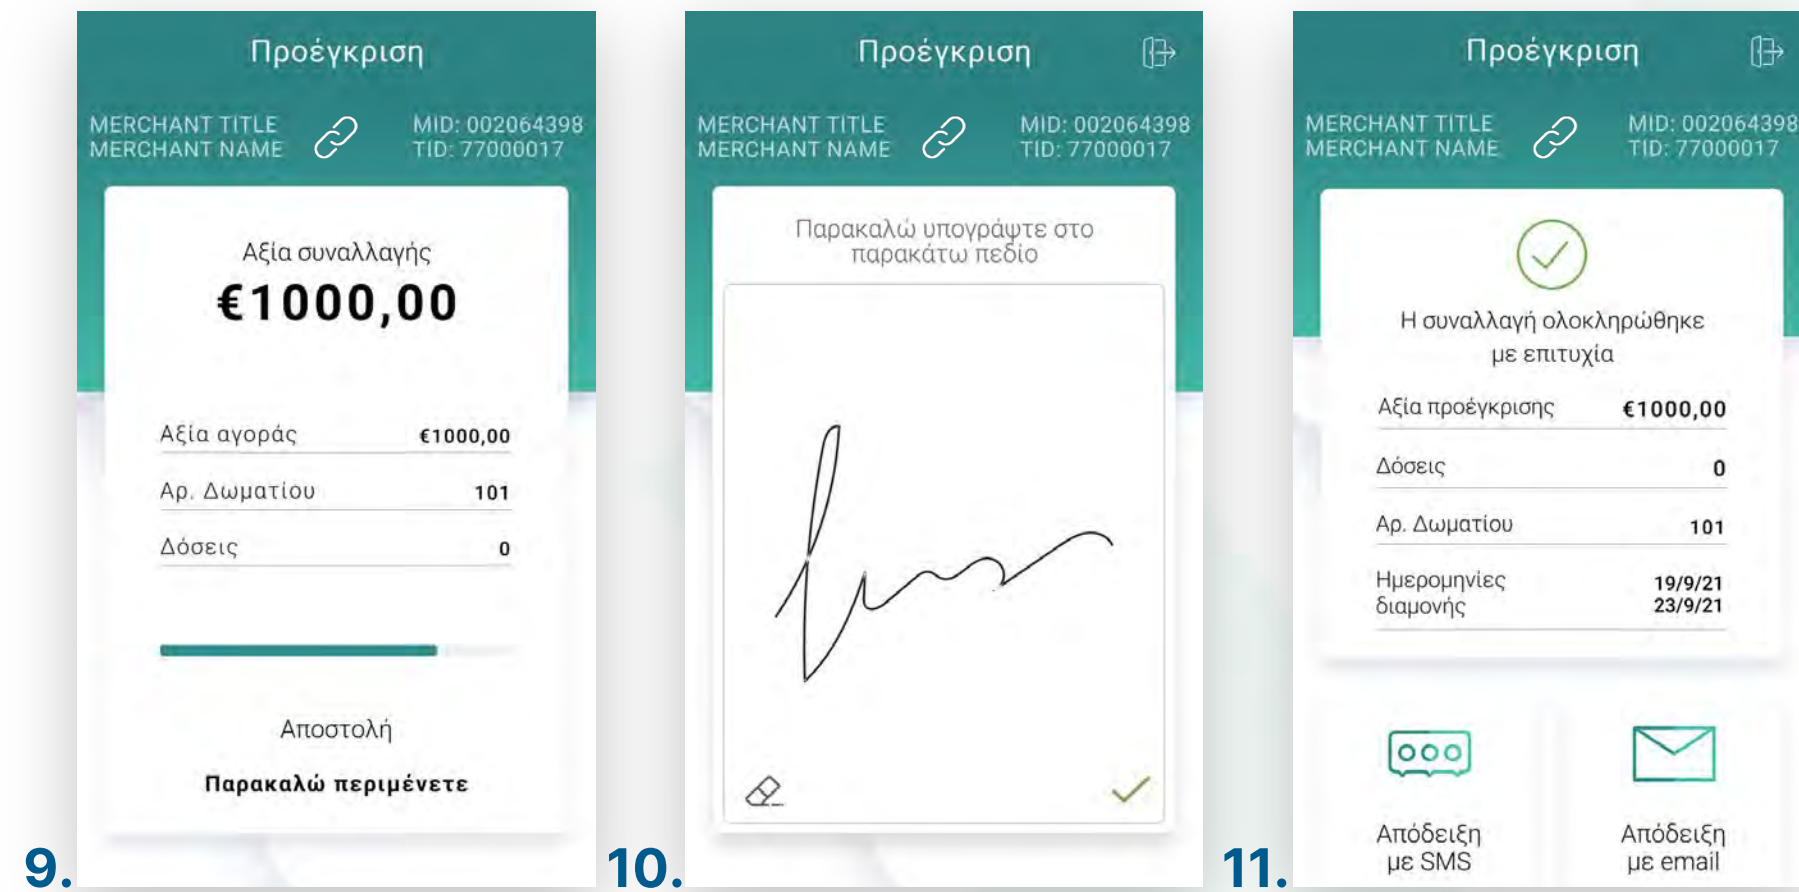 Προέγκριση
MERCHANT TITLE
MERCHANT NAME
MID: 002064398
TID: 77000017
Αξία συναλλαγής
€1000,00
Αξία αγοράς €1000,00
Αρ. Δωματίου 101
Δόσεις 0
Αποστολή
Παρακαλώ περιμένετε
9.
Προέγκριση
MERCHANT TITLE
MERCHANT NAME
MID: 002064398
TID: 77000017
Παρακαλώ υπογράψτε στο
παρακάτω πεδίο
10.
Προέγκριση
MERCHANT TITLE
MERCHANT NAME
MID: 002064398
TID: 77000017
Η συναλλαγή ολοκληρώθηκε
με επιτυχία
Αξία προέγκρισης €1000,00
Δόσεις 0
Αρ. Δωματίου 101
Ημερομηνίες 19/9/21
διαμονής 23/9/21
Απόδειξη
με SMS
Απόδειξη
με email
11.